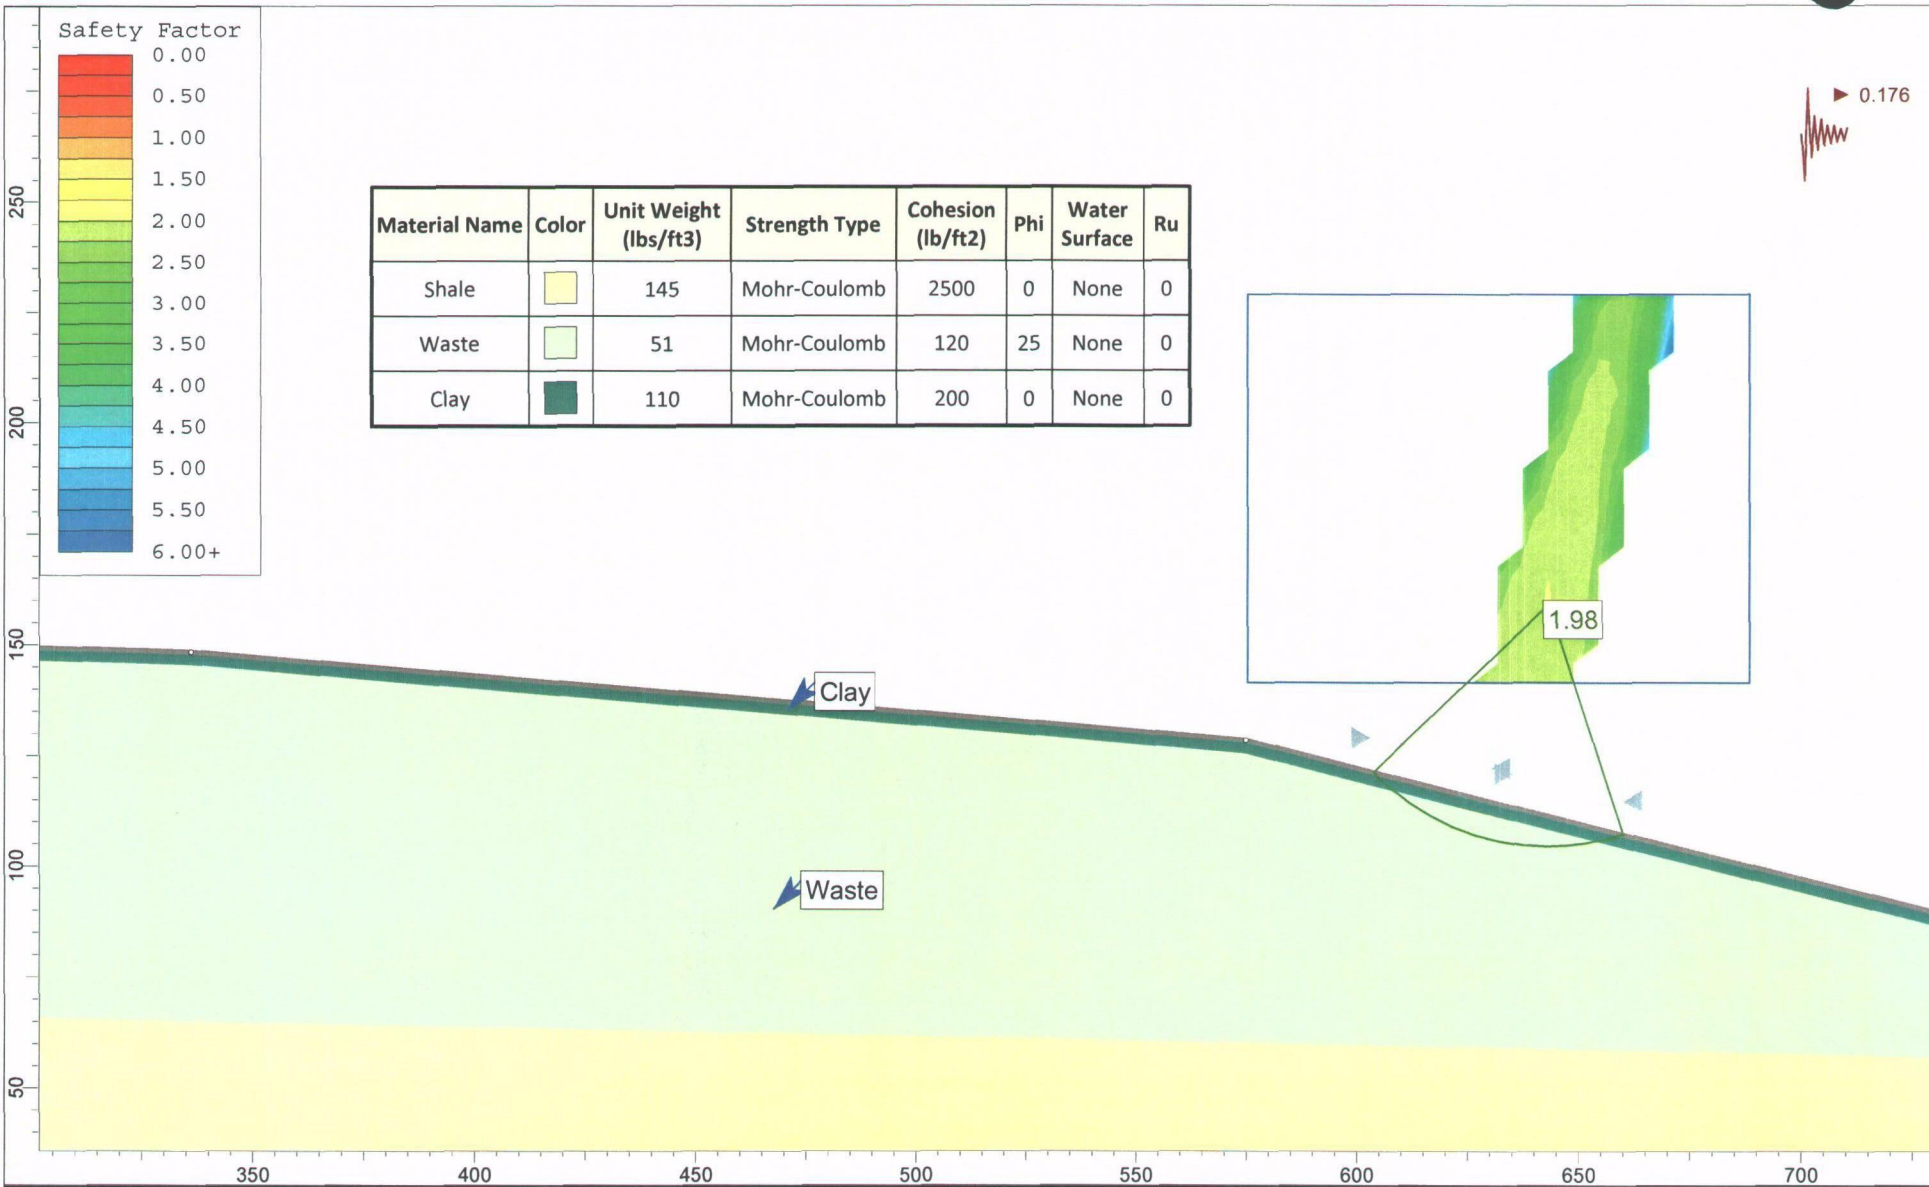 Safety Factor
0.00
0.50
1.00
1.50
2.00
2.50
3.00
3.50
4.00
4.50
5.00
5.50
6.00+
0.176
Material Name Color Unit Weight (lbs/ft3) Strength Type Cohesion (lb/ft2) Phi Water Surface Ru
Shale 145 Mohr-Coulomb 2500 0 None 0
Waste 51 Mohr-Coulomb 120 25 None 0
Clay 110 Mohr-Coulomb 200 0 None 0
1.98
Clay
Waste
250
200
150
100
50
350 400 450 500 550 600 650 700